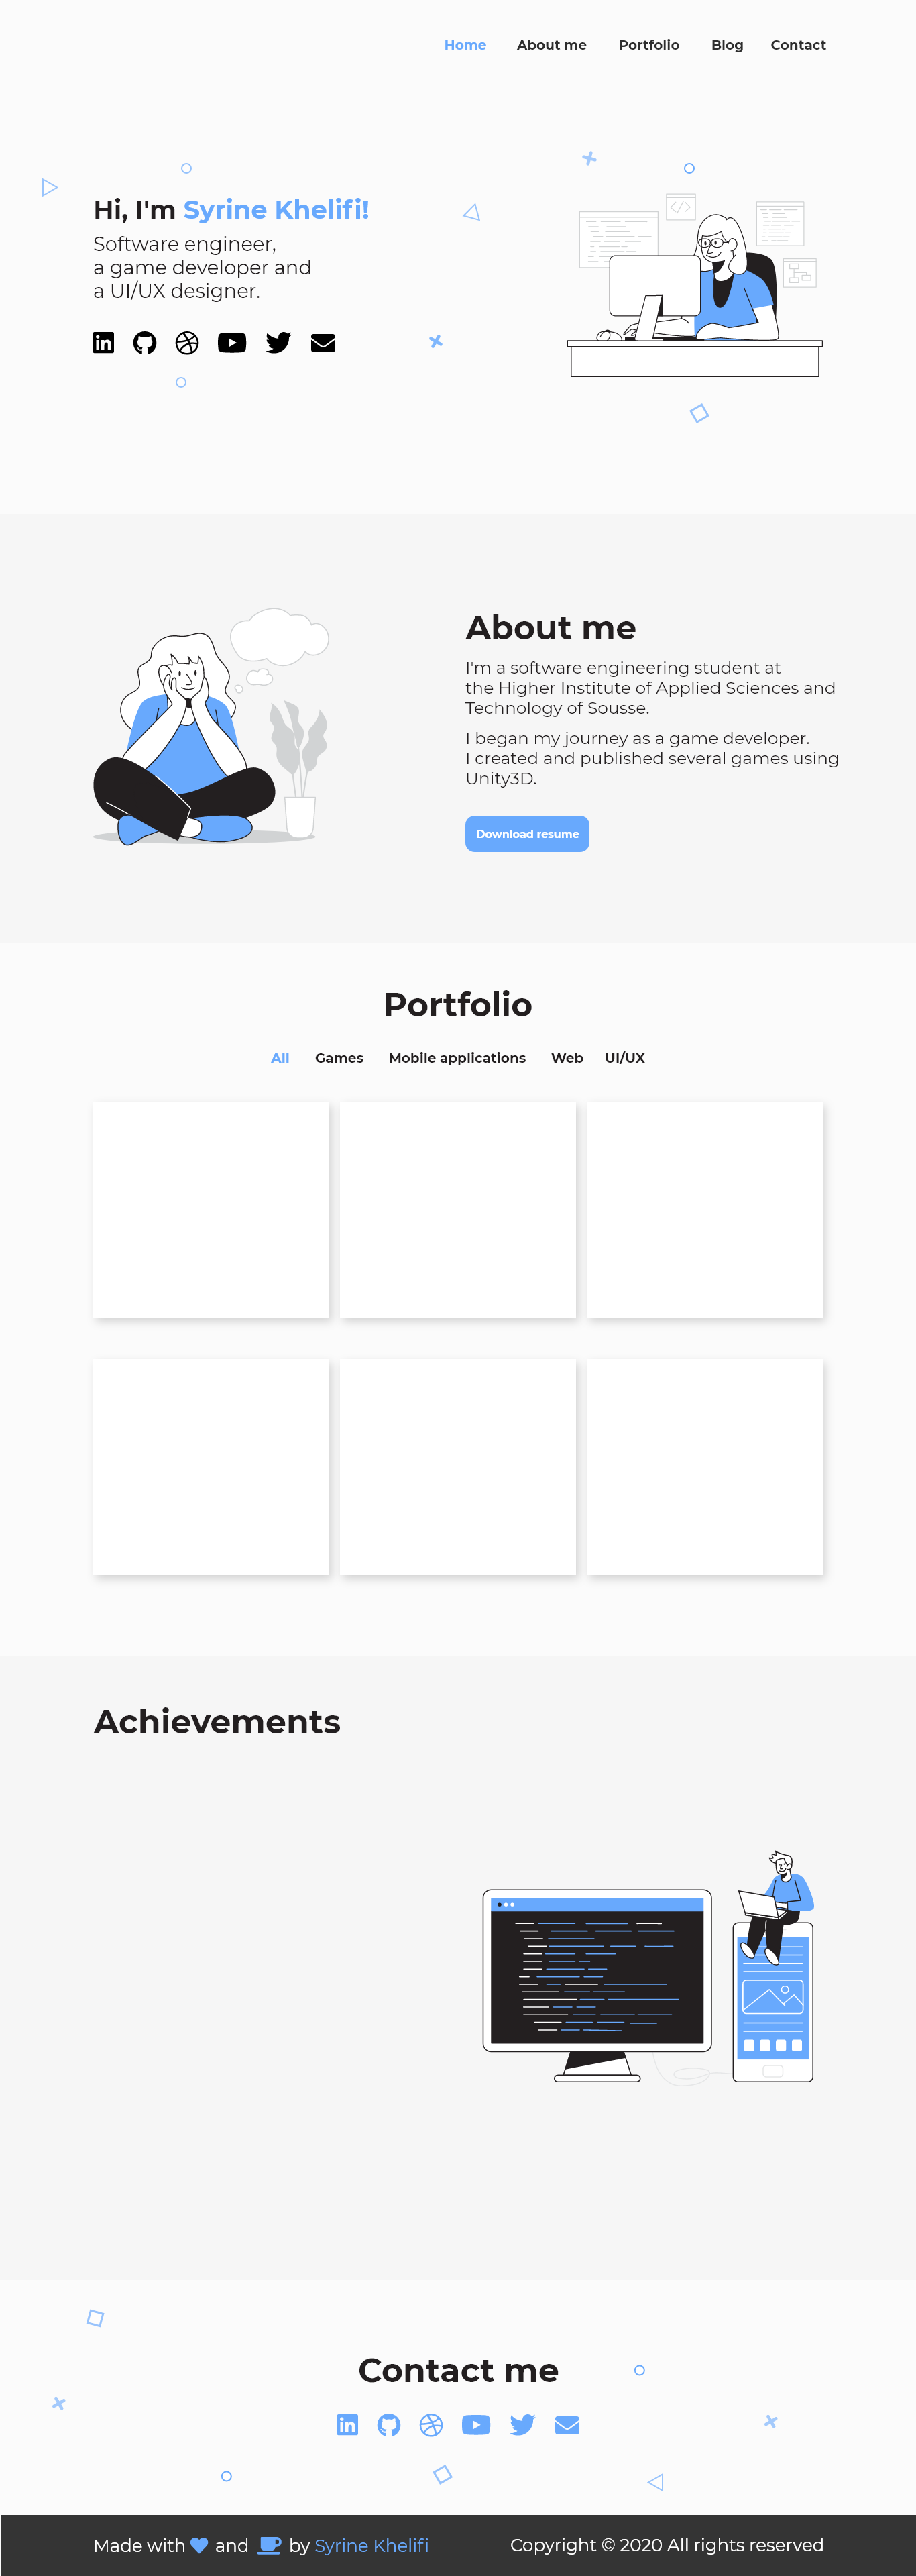 Home About me Portfolio Blog Contact
Hi, I'm Syrine Khelifi!
Software engineer,
a game developer and
a UI/UX designer.
About me
I'm a software engineering student at
the Higher Institute of Applied Sciences and
Technology of Sousse.
I began my journey as a game developer.
I created and published several games using
Unity3D.
Download resume
Portfolio
All Games Mobile applications Web UI/UX
Achievements
Contact me
Made with and by Syrine Khelifi
Copyright © 2020 All rights reserved